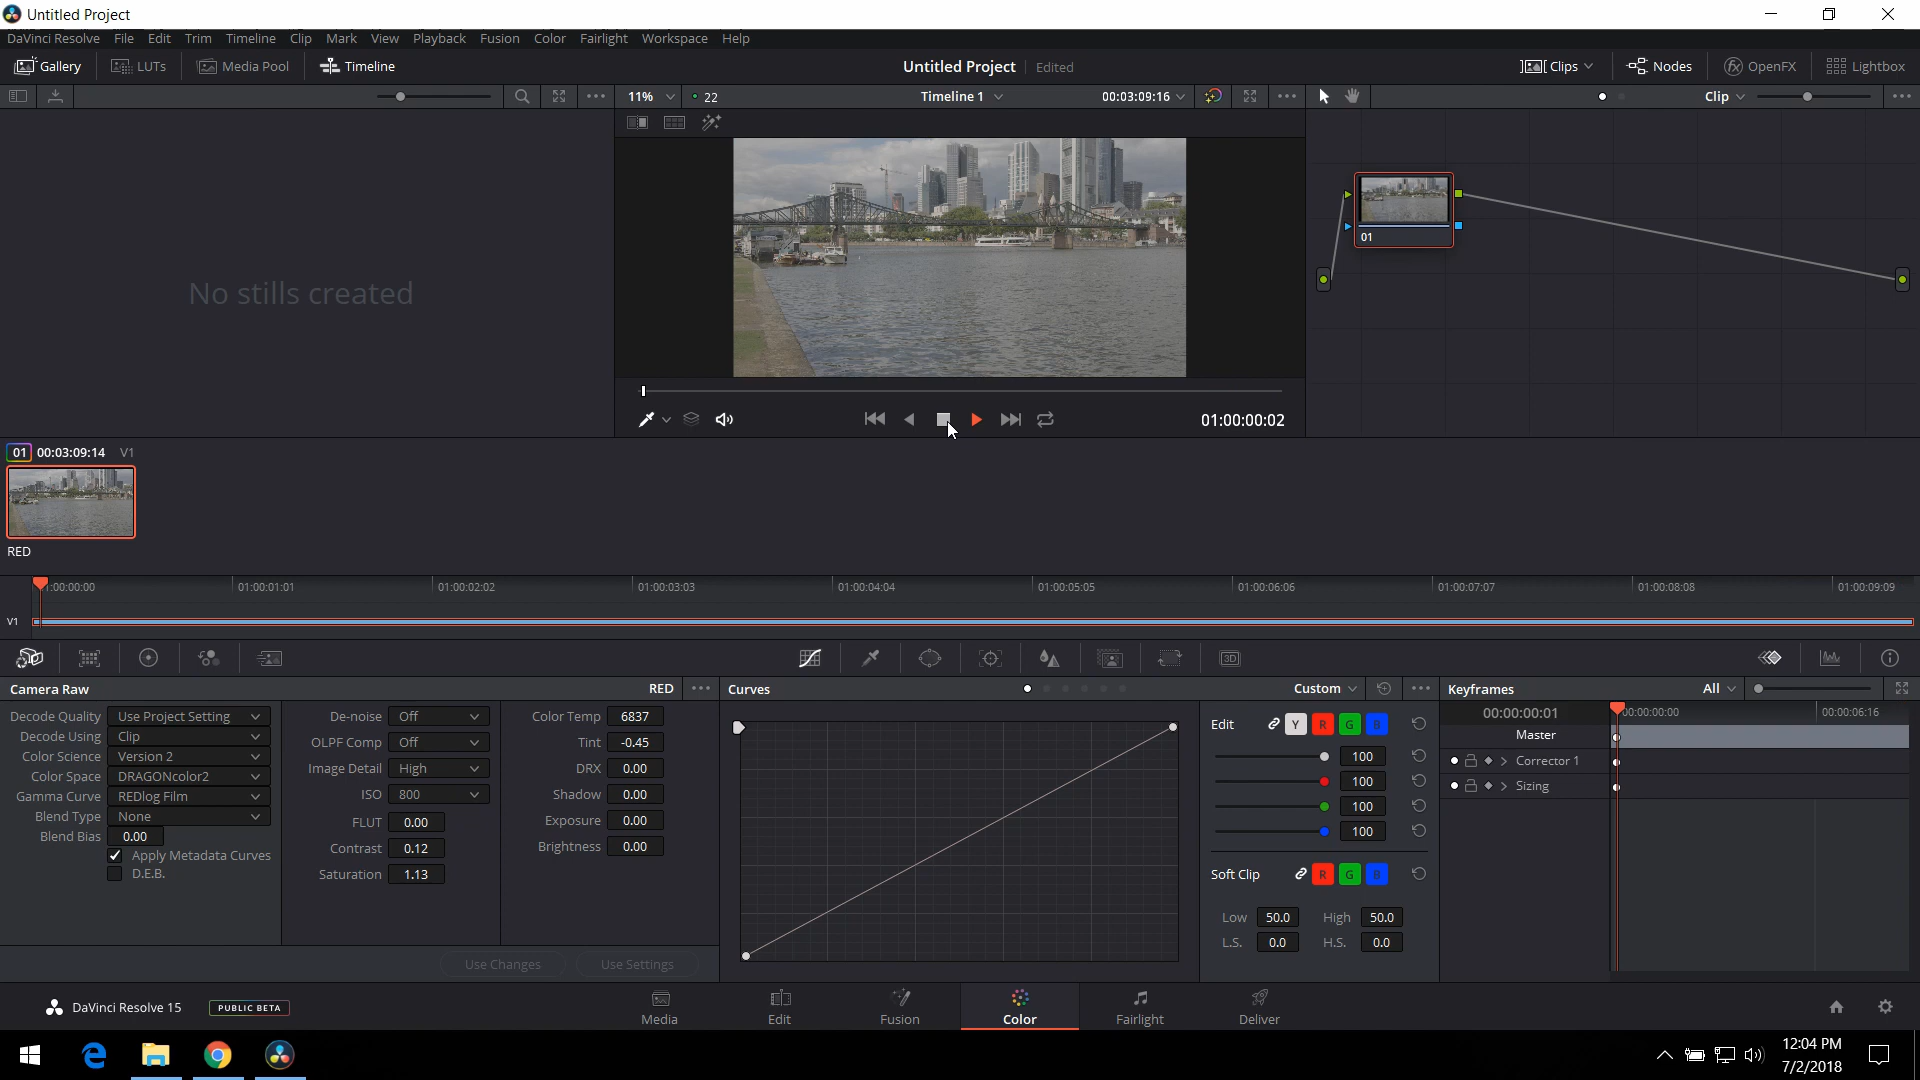 Untitled Project
DaVinci Resolve File Edit Trim Timeline Clip Mark View Playback Fusion Color Fairlight Workspace Help
Gallery LUTs Media Pool Timeline Untitled Project Edited Clips Nodes OpenFX Lightbox
11% 22 Timeline 1 00:03:09:16 Clip
01
No stills created
01:00:00:02
01 00:03:09:14 V1
RED
1:00:00:00 01:00:01:01 01:00:02:02 01:00:03:03 01:00:04:04 01:00:05:05 01:00:06:06 01:00:07:07 01:00:08:08 01:00:09:09
V1
3D
Camera Raw RED Curves Custom Keyframes All
Decode Quality Use Project Setting
Decode Using Clip
Color Science Version 2
Color Space DRAGONcolor2
Gamma Curve REDlog Film
Blend Type None
Blend Bias 0.00
Apply Metadata Curves
D.E.B.
De-noise Off
OLPF Comp Off
Image Detail High
ISO 800
FLUT 0.00
Contrast 0.12
Saturation 1.13
Color Temp 6837
Tint -0.45
DRX 0.00
Shadow 0.00
Exposure 0.00
Brightness 0.00
Use Changes Use Settings
Edit Y R G B
100
100
100
100
Soft Clip R G B
Low 50.0 High 50.0
L.S. 0.0 H.S. 0.0
00:00:00:01 00:00:00:00 00:00:06:16
Master
Corrector 1
Sizing
DaVinci Resolve 15 PUBLIC BETA
Media Edit Fusion Color Fairlight Deliver
12:04 PM
7/2/2018